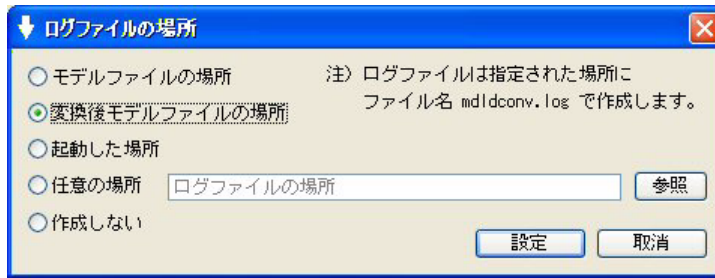 ログファイルの場所
モデルファイルの場所
注) ログファイルは指定された場所に
ファイル名 mdldconv.log で作成します。
変換後モデルファイルの場所
起動した場所
任意の場所 ログファイルの場所 参照
作成しない
設定 取消